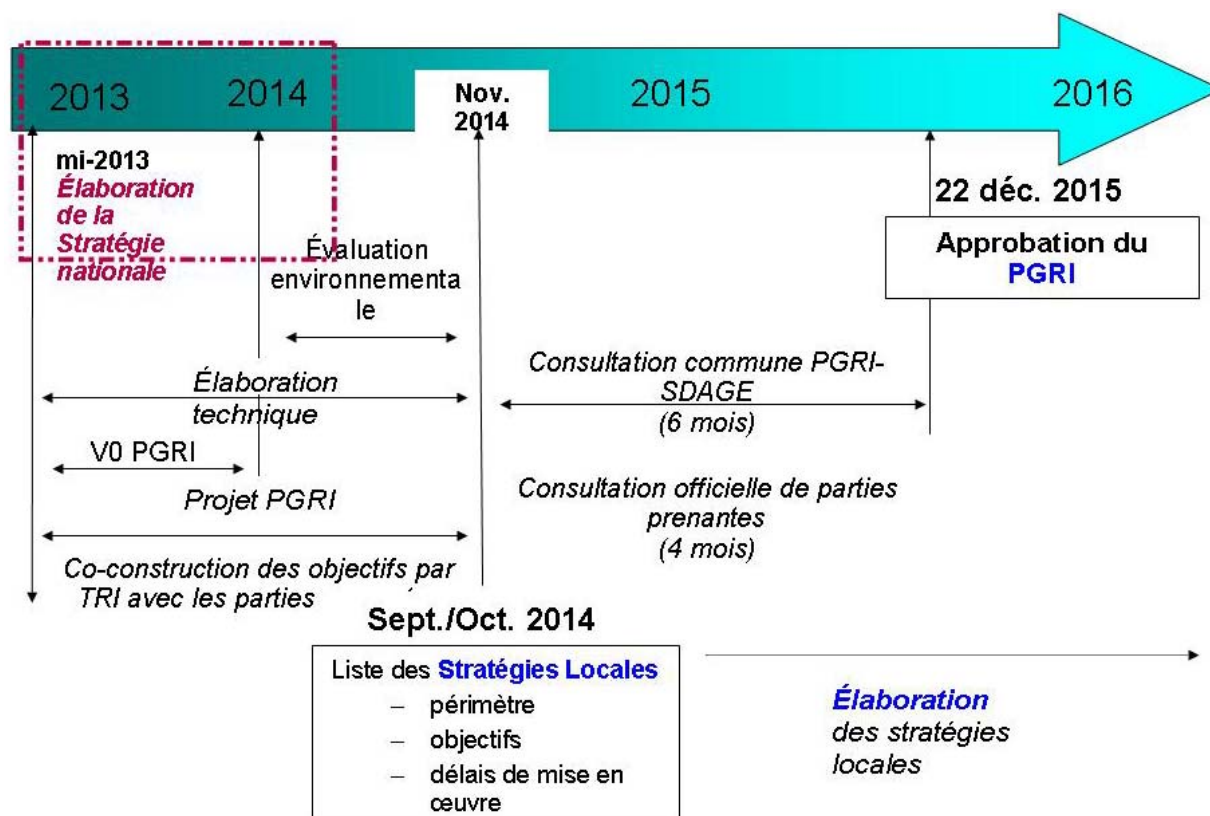 2013
2014
Nov.
2014
2015
2016
mi-2013
Élaboration
de la
Stratégie
nationale
22 déc. 2015
Approbation du
PGRI
Évaluation
environnementa
le
Élaboration
technique
V0 PGRI
Projet PGRI
Co-construction des objectifs par
TRI avec les parties
Consultation commune PGRI-
SDAGE
(6 mois)
Consultation officielle de parties
prenantes
(4 mois)
Sept./Oct. 2014
Liste des Stratégies Locales
– périmètre
– objectifs
– délais de mise en
œuvre
Élaboration
des stratégies
locales